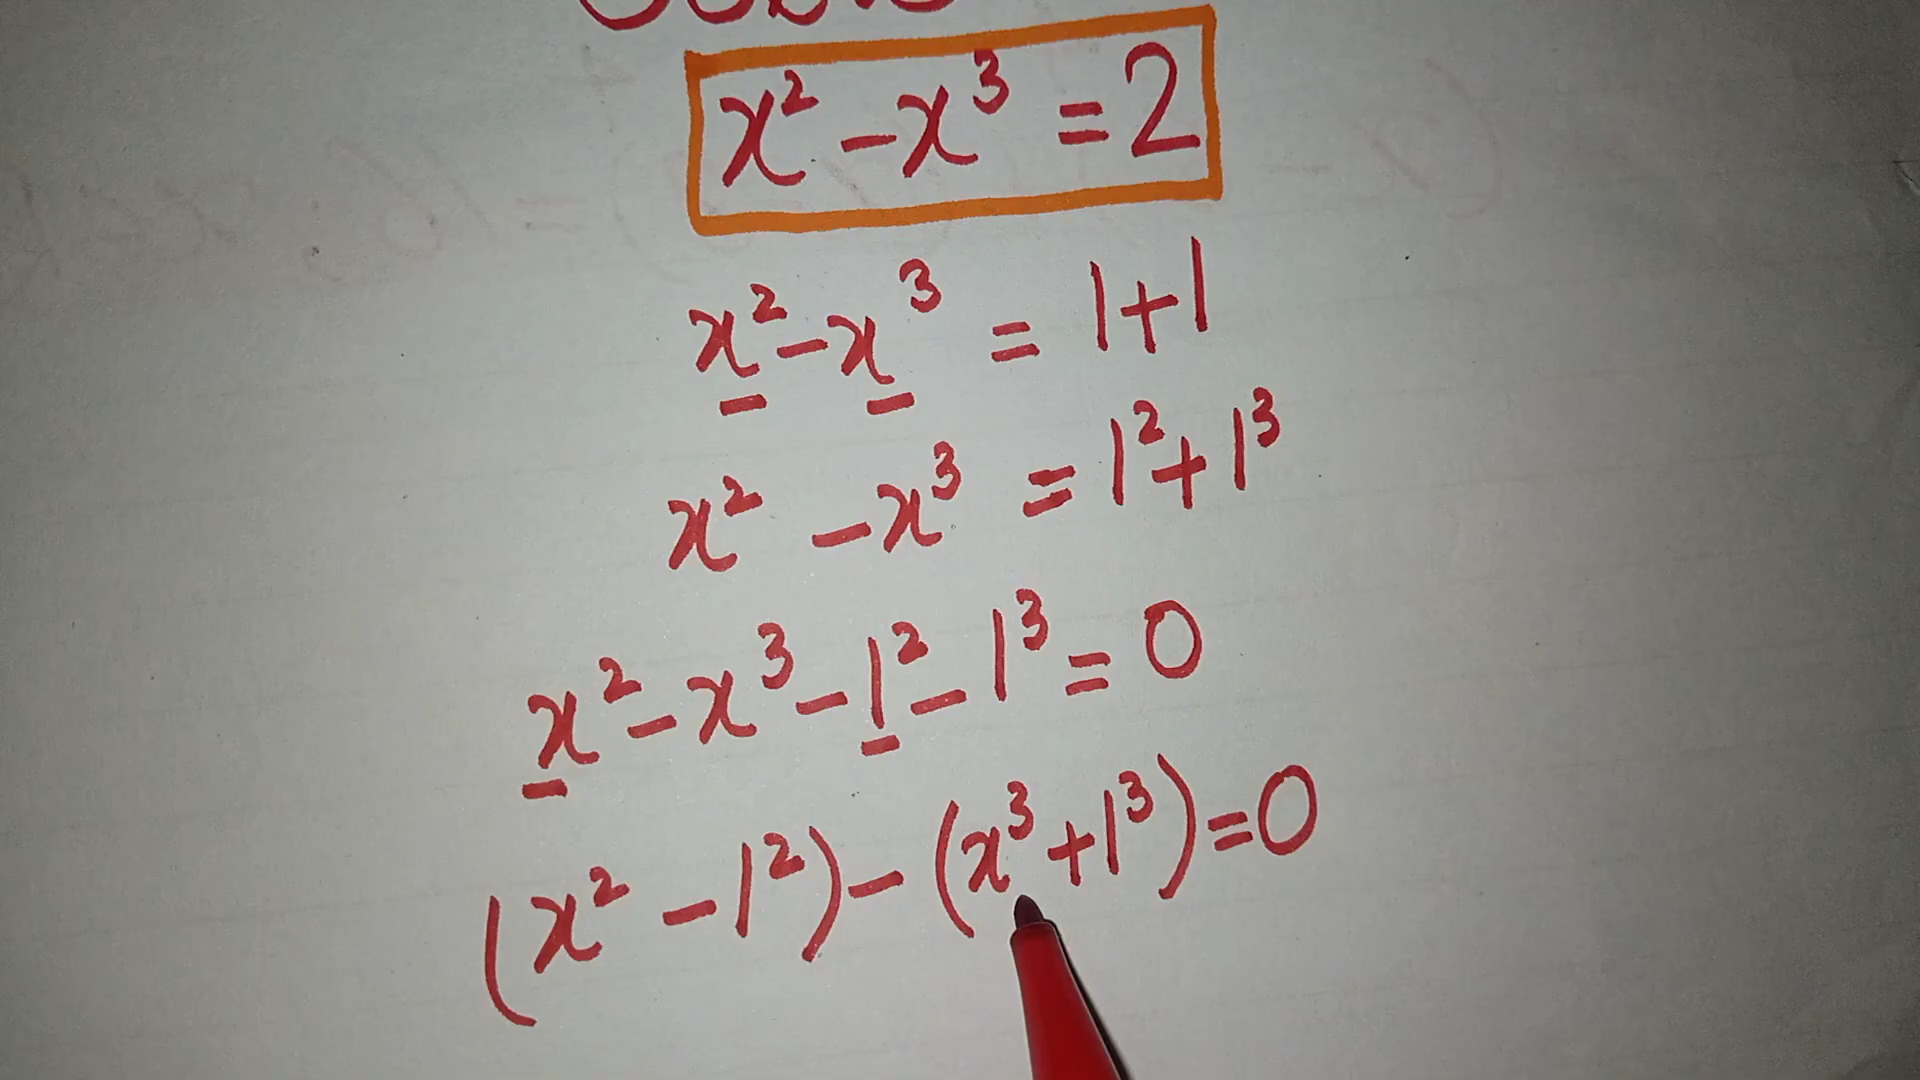 x² - x³ = 2
x² - x³ = 1 + 1
x² - x³ = 1² + 1³
x² - x³ - 1² - 1³ = 0
(x² - 1²) - (x³ + 1³) = 0